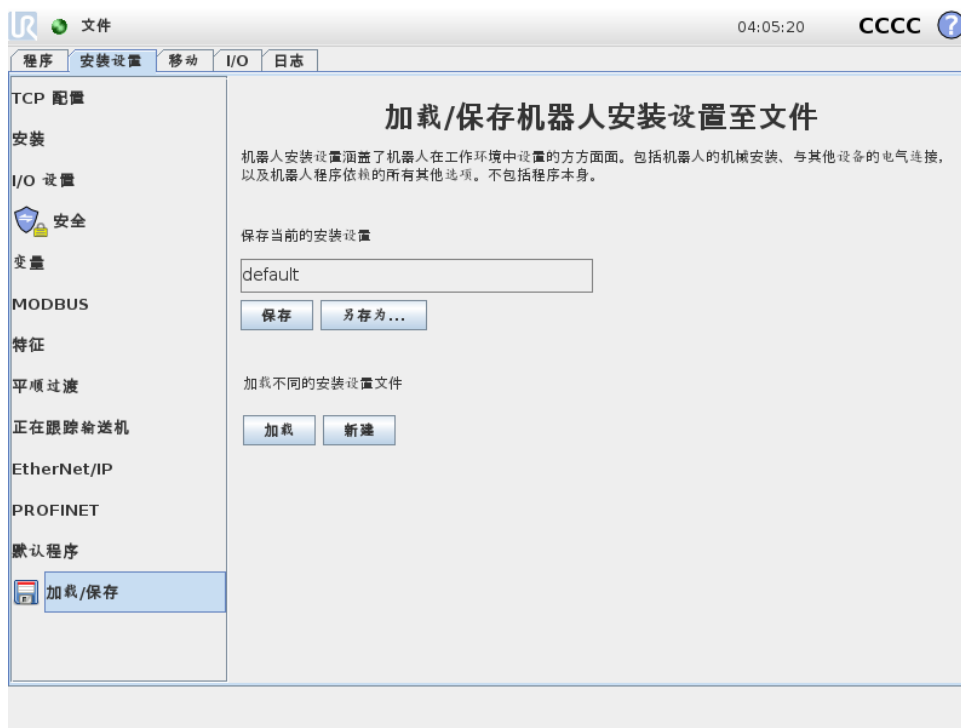 UR 文件 04:05:20 CCCC ?
程序 安装设置 移动 I/O 日志
TCP 配置
安装
I/O 设置
安全
变量
MODBUS
特征
平顺过渡
正在跟踪输送机
EtherNet/IP
PROFINET
默认程序
加载/保存
加载/保存机器人安装设置至文件
机器人安装设置涵盖了机器人在工作环境中设置的方方面面。包括机器人的机械安装、与其他设备的电气连接,
以及机器人程序依赖的所有其他选项。不包括程序本身。
保存当前的安装设置
default
保存 另存为...
加载不同的安装设置文件
加载 新建